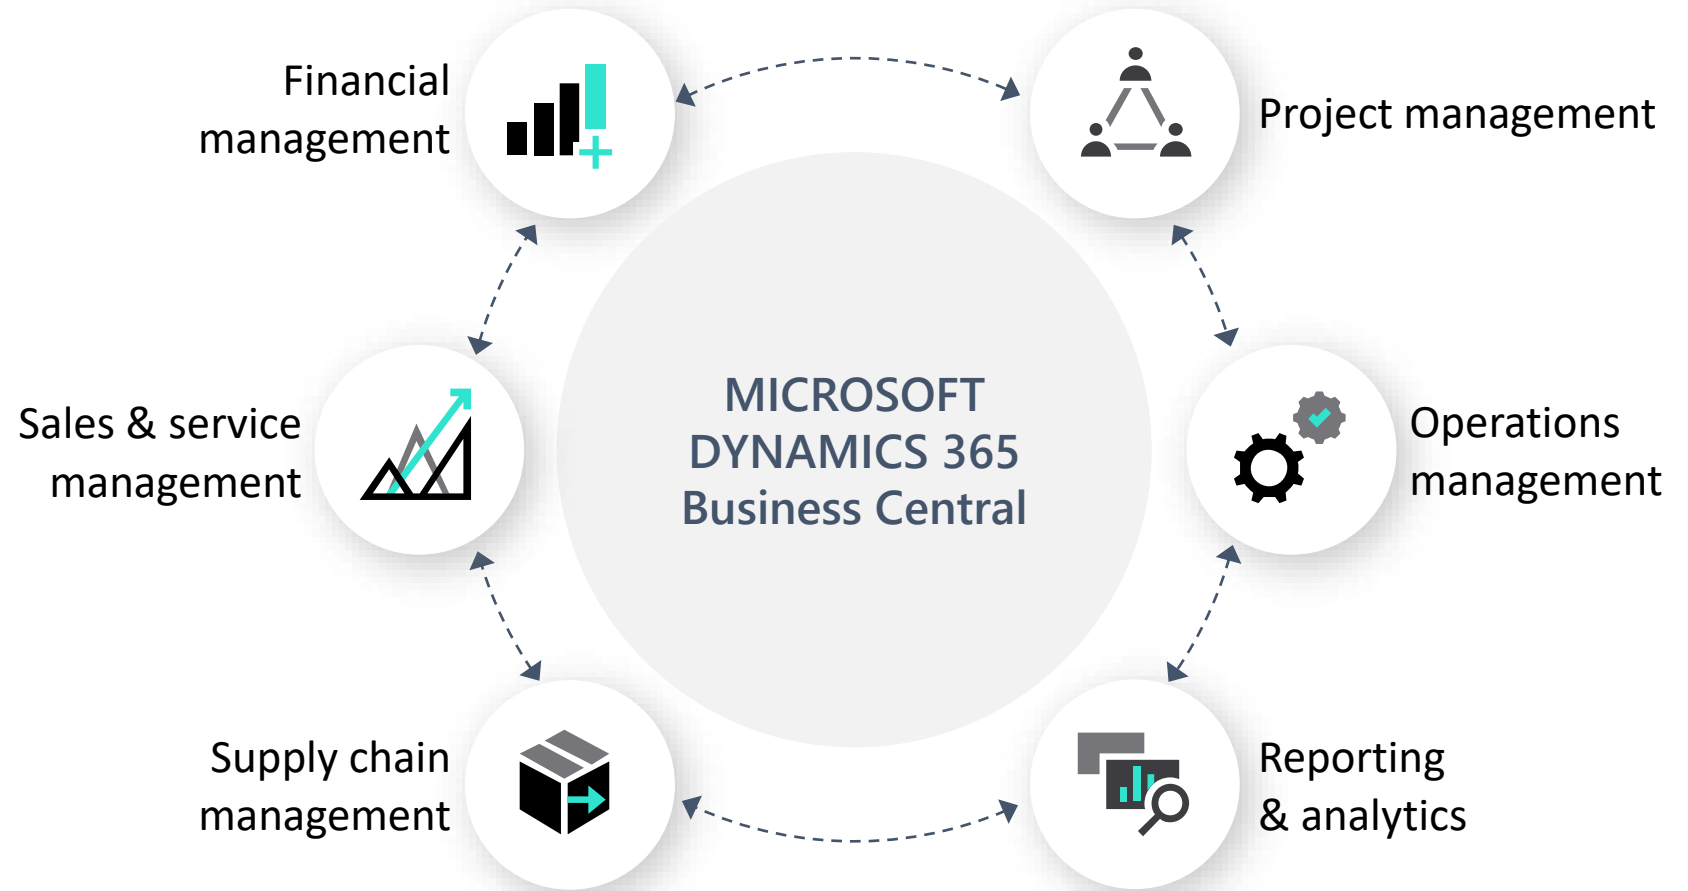 Financial
management
Project management
MICROSOFT
DYNAMICS 365
Business Central
Sales & service
management
Operations
management
Supply chain
management
Reporting
& analytics